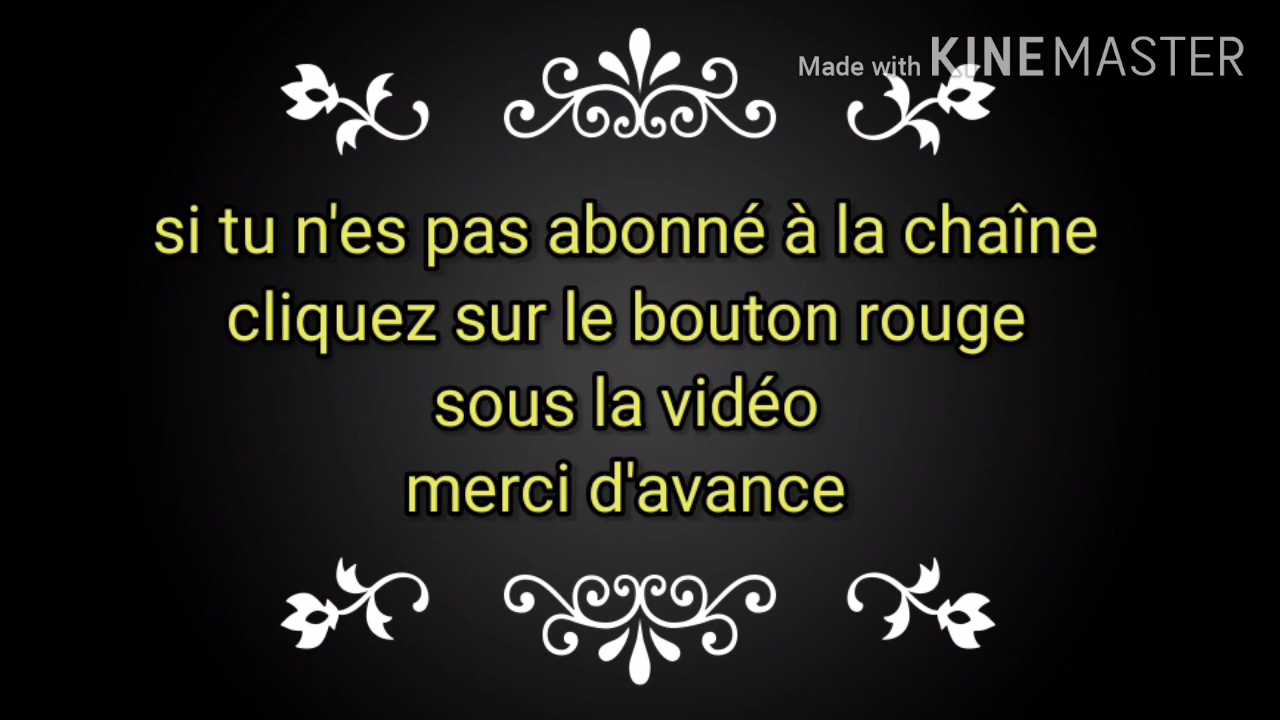 Made with KINEMASTER
si tu n'es pas abonné à la chaîne
cliquez sur le bouton rouge
sous la vidéo
merci d'avance